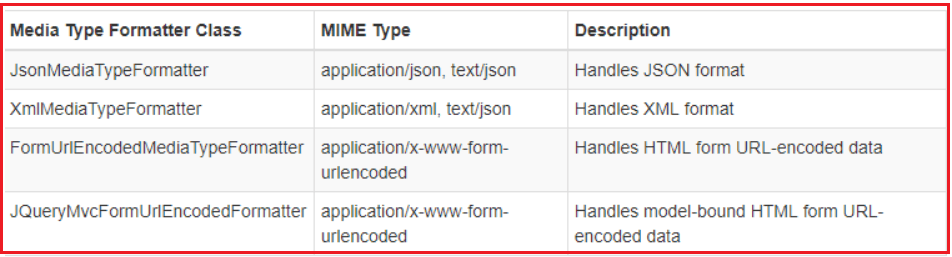 Media Type Formatter Class MIME Type Description
JsonMediaTypeFormatter application/json, text/json Handles JSON format
XmlMediaTypeFormatter application/xml, text/json Handles XML format
FormUrlEncodedMediaTypeFormatter application/x-www-form- Handles HTML form URL-encoded data
urlencoded
JQueryMvcFormUrlEncodedFormatter application/x-www-form- Handles model-bound HTML form URL-
urlencoded encoded data